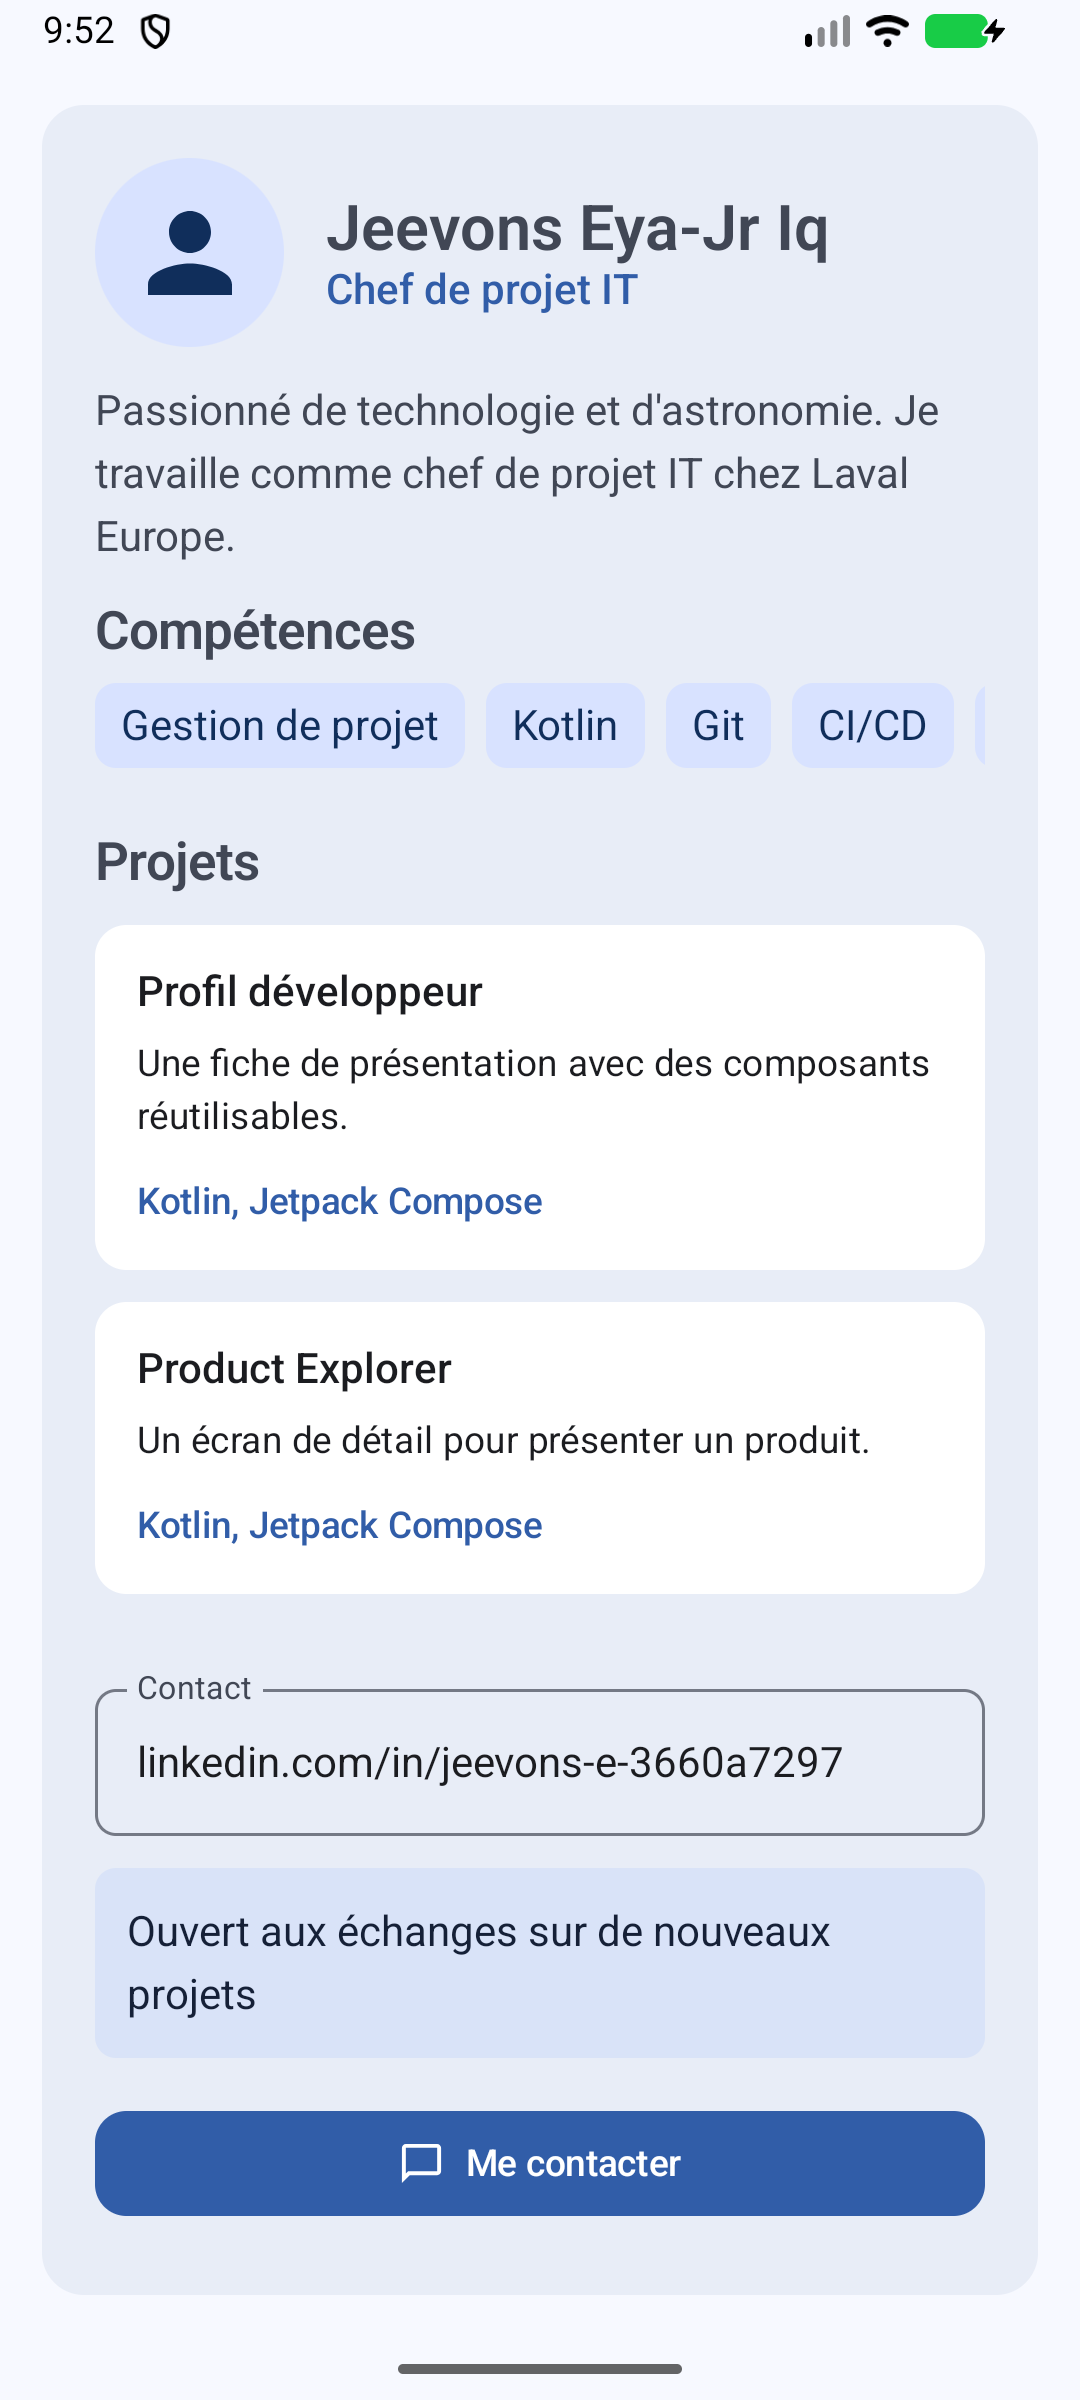 9:52
Jeevons Eya-Jr Iq
Chef de projet IT
Passionné de technologie et d'astronomie. Je
travaille comme chef de projet IT chez Laval
Europe.
Compétences
Gestion de projet
Kotlin
Git
CI/CD
Projets
Profil développeur
Une fiche de présentation avec des composants
réutilisables.
Kotlin, Jetpack Compose
Product Explorer
Un écran de détail pour présenter un produit.
Kotlin, Jetpack Compose
Contact
linkedin.com/in/jeevons-e-3660a7297
Ouvert aux échanges sur de nouveaux
projets
Me contacter